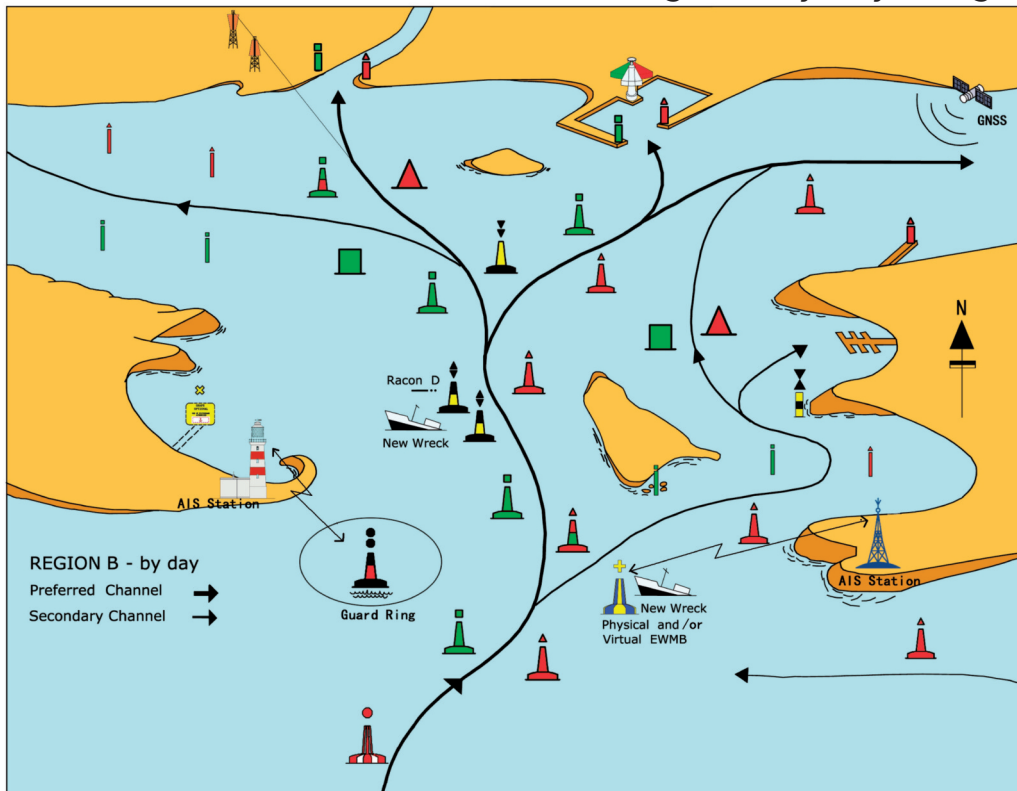 GNSS
N
Racon D
New Wreck
AIS Station
REGION B - by day
Preferred Channel
Secondary Channel
Guard Ring
New Wreck
Physical and/or
Virtual EWMB
AIS Station